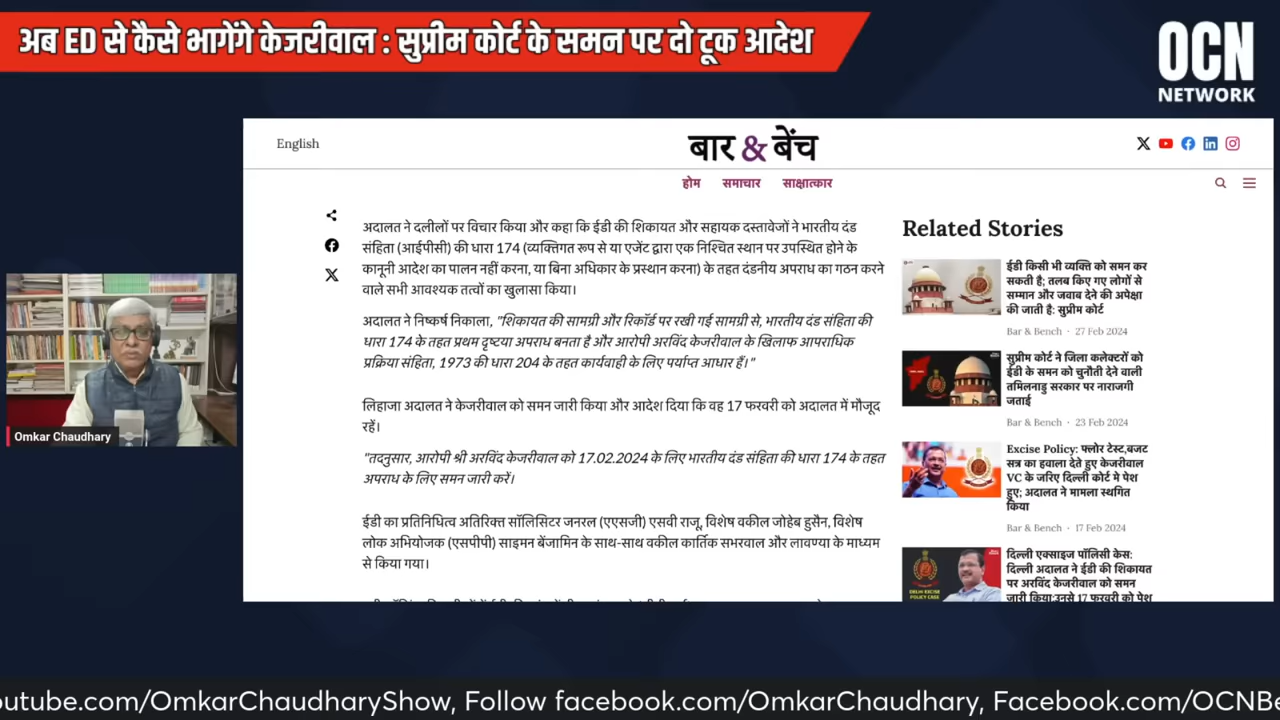 अब ED से कैसे भागेंगे केजरीवाल : सुप्रीम कोर्ट के समन पर दो टूक आदेश
OCN
NETWORK
English
बार & बेंच
होम समाचार साक्षात्कार
अदालत ने दलीलों पर विचार किया और कहा कि ईडी की शिकायत और सहायक दस्तावेजों ने भारतीय दंड
संहिता (आईपीसी) की धारा 174 (व्यक्तिगत रूप से या एजेंट द्वारा एक निश्चित स्थान पर उपस्थित होने के
कानूनी आदेश का पालन नहीं करना, या बिना अधिकार के प्रस्थान करना) के तहत दंडनीय अपराध का गठन करने
वाले सभी आवश्यक तत्वों का खुलासा किया।
अदालत ने निष्कर्ष निकाला, "शिकायत की सामग्री और रिकॉर्ड पर रखी गई सामग्री से, भारतीय दंड संहिता की
धारा 174 के तहत प्रथम दृष्टया अपराध बनता है और आरोपी अरविंद केजरीवाल के खिलाफ आपराधिक
प्रक्रिया संहिता, 1973 की धारा 204 के तहत कार्यवाही के लिए पर्याप्त आधार हैं।"
लिहाजा अदालत ने केजरीवाल को समन जारी किया और आदेश दिया कि वह 17 फरवरी को अदालत में मौजूद
रहें।
"तदनुसार, आरोपी श्री अरविंद केजरीवाल को 17.02.2024 के लिए भारतीय दंड संहिता की धारा 174 के तहत
अपराध के लिए समन जारी करें।
ईडी का प्रतिनिधित्व अतिरिक्त सॉलिसिटर जनरल (एएसजी) एसवी राजू, विशेष वकील जोहेब हुसैन, विशेष
लोक अभियोजक (एसपीपी) साइमन बेंजामिन के साथ-साथ वकील कार्तिक सभरवाल और लावण्या के माध्यम
से किया गया।
Related Stories
ईडी किसी भी व्यक्ति को समन कर
सकती है; तलब किए गए लोगों से
सम्मान और जवाब देने की अपेक्षा
की जाती है: सुप्रीम कोर्ट
Bar & Bench · 27 Feb 2024
सुप्रीम कोर्ट ने जिला कलेक्टरों को
ईडी के समन को चुनौती देने वाली
तमिलनाडु सरकार पर नाराजगी
जताई
Bar & Bench · 23 Feb 2024
Excise Policy: फ्लोर टेस्ट,बजट
सत्र का हवाला देते हुए केजरीवाल
VC के जरिए दिल्ली कोर्ट मे पेश
हुए; अदालत ने मामला स्थगित
किया
Bar & Bench · 17 Feb 2024
DELHI EXCISE
POLICY CASE
दिल्ली एक्साइज पॉलिसी केस:
दिल्ली अदालत ने ईडी की शिकायत
पर अरविंद केजरीवाल को समन
जारी किया;उनसे 17 फरवरी को पेश
Omkar Chaudhary
outube.com/OmkarChaudharyShow, Follow facebook.com/OmkarChaudhary, Facebook.com/OCNBe